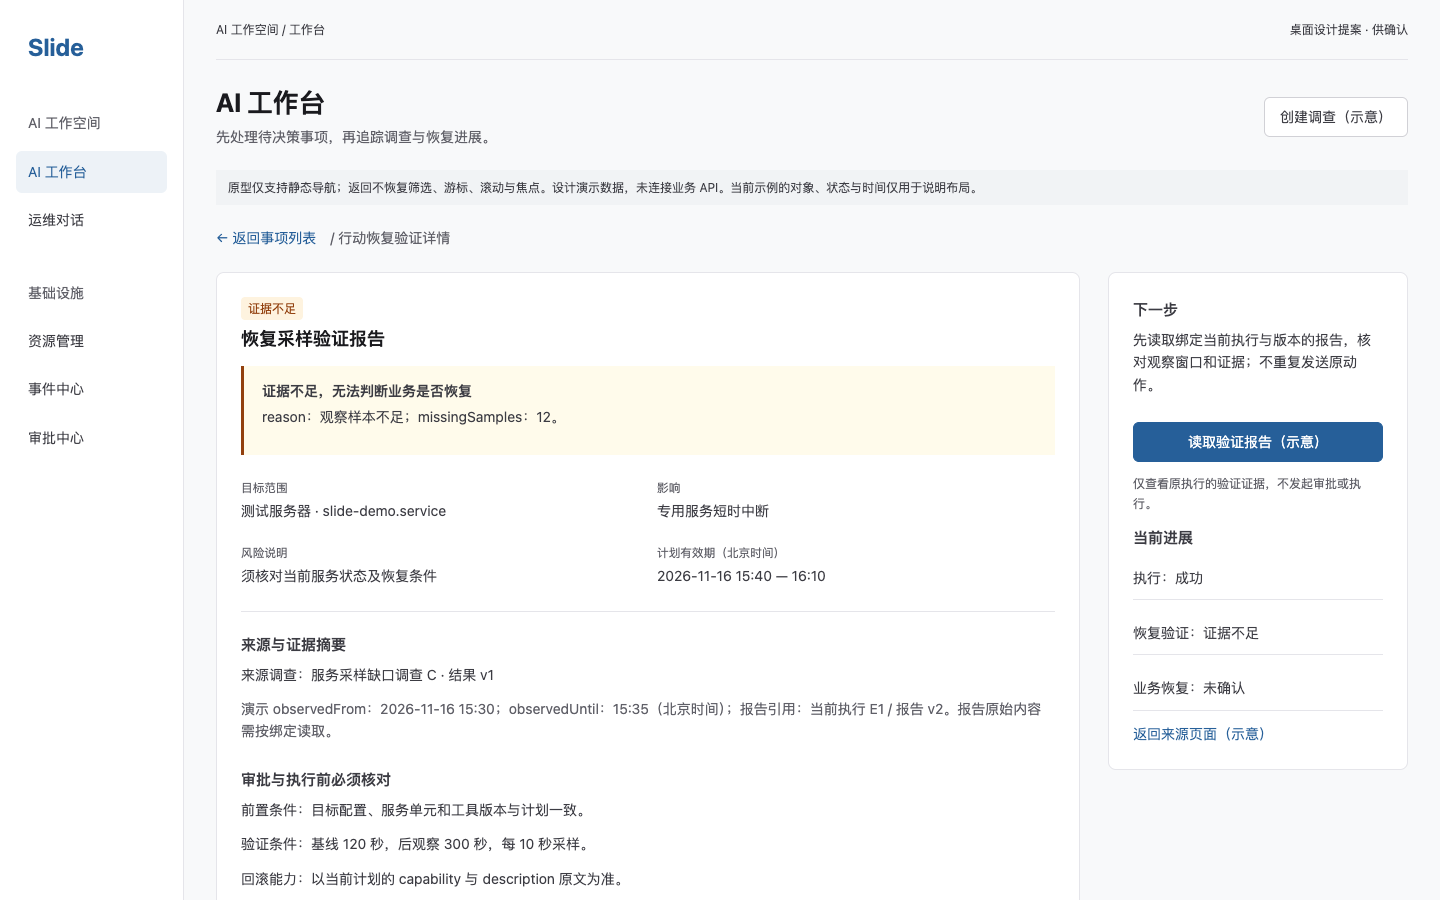 Slide
AI 工作空间
AI 工作台
运维对话
基础设施
资源管理
事件中心
审批中心
AI 工作空间 / 工作台
桌面设计提案 · 供确认
AI 工作台
先处理待决策事项，再追踪调查与恢复进展。
创建调查（示意）
原型仅支持静态导航；返回不恢复筛选、游标、滚动与焦点。设计演示数据，未连接业务 API。当前示例的对象、状态与时间仅用于说明布局。
← 返回事项列表 / 行动恢复验证详情
证据不足
恢复采样验证报告
证据不足，无法判断业务是否恢复
reason：观察样本不足；missingSamples：12。
目标范围
测试服务器 · slide-demo.service
影响
专用服务短时中断
风险说明
须核对当前服务状态及恢复条件
计划有效期（北京时间）
2026-11-16 15:40 — 16:10
来源与证据摘要
来源调查：服务采样缺口调查 C · 结果 v1
演示 observedFrom：2026-11-16 15:30；observedUntil：15:35（北京时间）；报告引用：当前执行 E1 / 报告 v2。报告原始内容
需按绑定读取。
审批与执行前必须核对
前置条件：目标配置、服务单元和工具版本与计划一致。
验证条件：基线 120 秒，后观察 300 秒，每 10 秒采样。
回滚能力：以当前计划的 capability 与 description 原文为准。
下一步
先读取绑定当前执行与版本的报告，核
对观察窗口和证据；不重复发送原动
作。
读取验证报告（示意）
仅查看原执行的验证证据，不发起审批或执
行。
当前进展
执行：成功
恢复验证：证据不足
业务恢复：未确认
返回来源页面（示意）